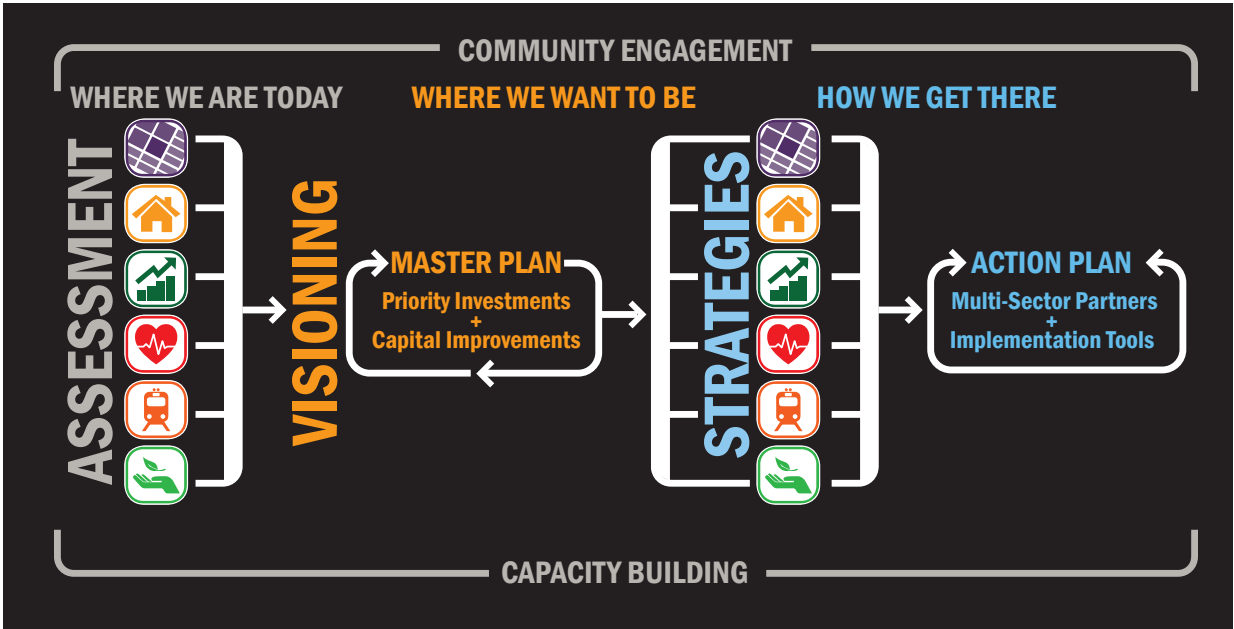 COMMUNITY ENGAGEMENT
WHERE WE ARE TODAY
WHERE WE WANT TO BE
HOW WE GET THERE
ASSESSMENT
VISIONING
MASTER PLAN
Priority Investments
+
Capital Improvements
STRATEGIES
ACTION PLAN
Multi-Sector Partners
+
Implementation Tools
CAPACITY BUILDING